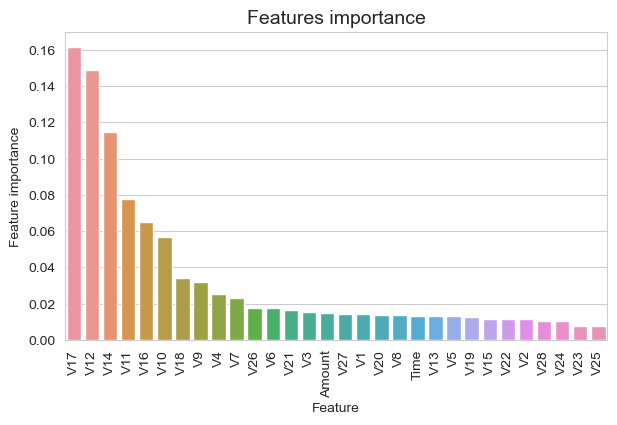 Features importance
Feature importance
0.16
0.14
0.12
0.10
0.08
0.06
0.04
0.02
0.00
V17
V12
V14
V11
V16
V10
V18
V9
V4
V7
V26
V6
V21
V3
Amount
V27
V1
V20
V8
Time
V13
V5
V19
V15
V22
V2
V28
V24
V23
V25
Feature